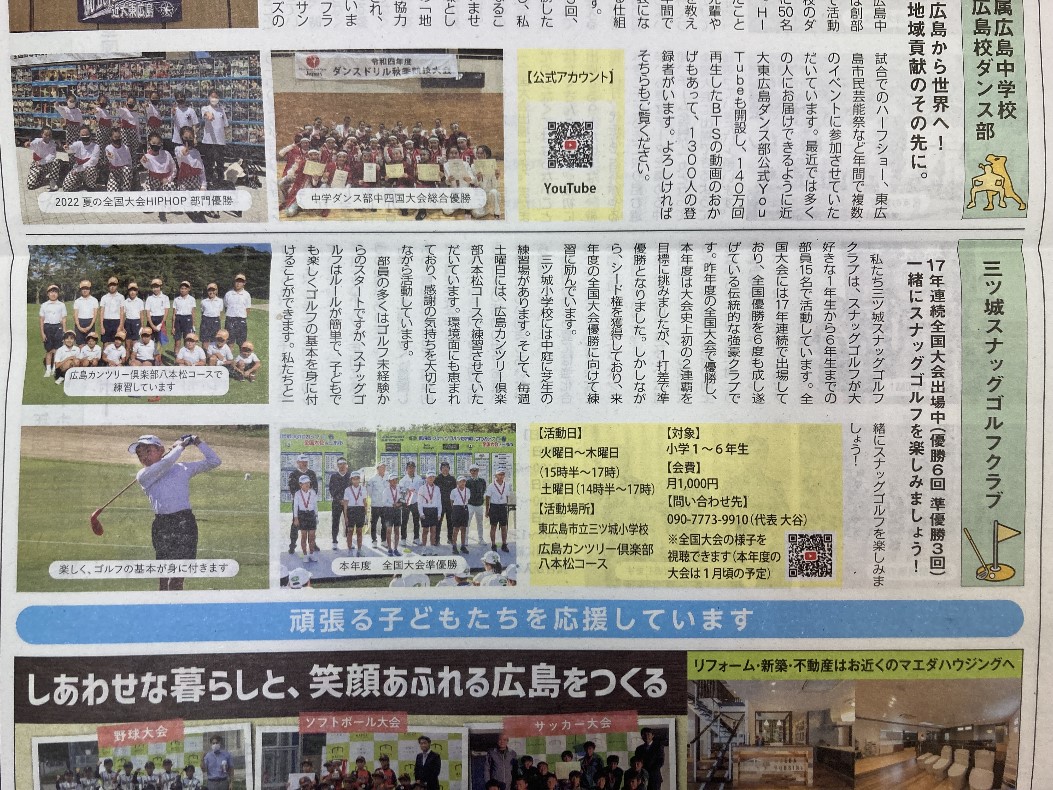 属広島中学校
広島校ダンス部
広島から世界へ!
地域貢献のその先に。
試合でのハーフショー、東広
島市民芸能祭など年間で複数
のイベントに参加させていた
だいています。最近では多く
の人にお届けできるように近
大東広島ダンス部公式You
Tubeも開設し、140万回
再生したBTSの動画のおか
げもあって、1300人の登
録者がいます。よろしければ
そちらもご覧ください。
【公式アカウント】
YouTube
令和四年度
ダンスドリル秋季競技大会
中学ダンス部中四国大会総合優勝
2022 夏の全国大会HIPHOP 部門優勝
三ツ城スナッグゴルフクラブ
17年連続全国大会出場中(優勝6回 準優勝3回)
一緒にスナッグゴルフを楽しみましょう!
私たち三ツ城スナッグゴルフ
クラブは、スナッグゴルフが大
好きな1年生から6年生までの
部員15名で活動しています。全
国大会には17年連続で出場して
おり、全国優勝を6度も成し遂
げている伝統的な強豪クラブで
す。昨年度の全国大会で優勝し、
本年度は大会史上初の2連覇を
目標に挑みましたが、1打差で準
優勝となりました。しかしなが
ら、シード権を獲得しており、来
年度の全国大会優勝に向けて練
習に励んでいます。
三ツ城小学校には中庭に芝生の
練習場があります。そして、毎週
土曜日には、広島カンツリー倶楽
部八本松コースで練習させていた
だいています。環境面にも恵まれ
ており、感謝の気持ちを大切にし
ながら活動しています。
部員の多くはゴルフ未経験か
らのスタートですが、スナッグゴ
ルフはルールが簡単で、子どもで
も楽しくゴルフの基本を身に付
けることができます。私たちと一
緒にスナッグゴルフを楽しみま
しょう!
広島カンツリー倶楽部八本松コースで
練習しています
楽しく、ゴルフの基本が身に付きます
本年度 全国大会準優勝
【活動日】
火曜日〜木曜日
(15時半〜17時)
土曜日(14時半〜17時)
【活動場所】
東広島市立三ツ城小学校
広島カンツリー倶楽部
八本松コース
【対象】
小学1〜6年生
【会費】
月1,000円
【問い合わせ先】
090-7773-9910(代表 大谷)
※全国大会の様子を
視聴できます(本年度の
大会は1月頃の予定)
頑張る子どもたちを応援しています
しあわせな暮らしと、笑顔あふれる広島をつくる
野球大会
ソフトボール大会
サッカー大会
リフォーム・新築・不動産はお近くのマエダハウジングへ